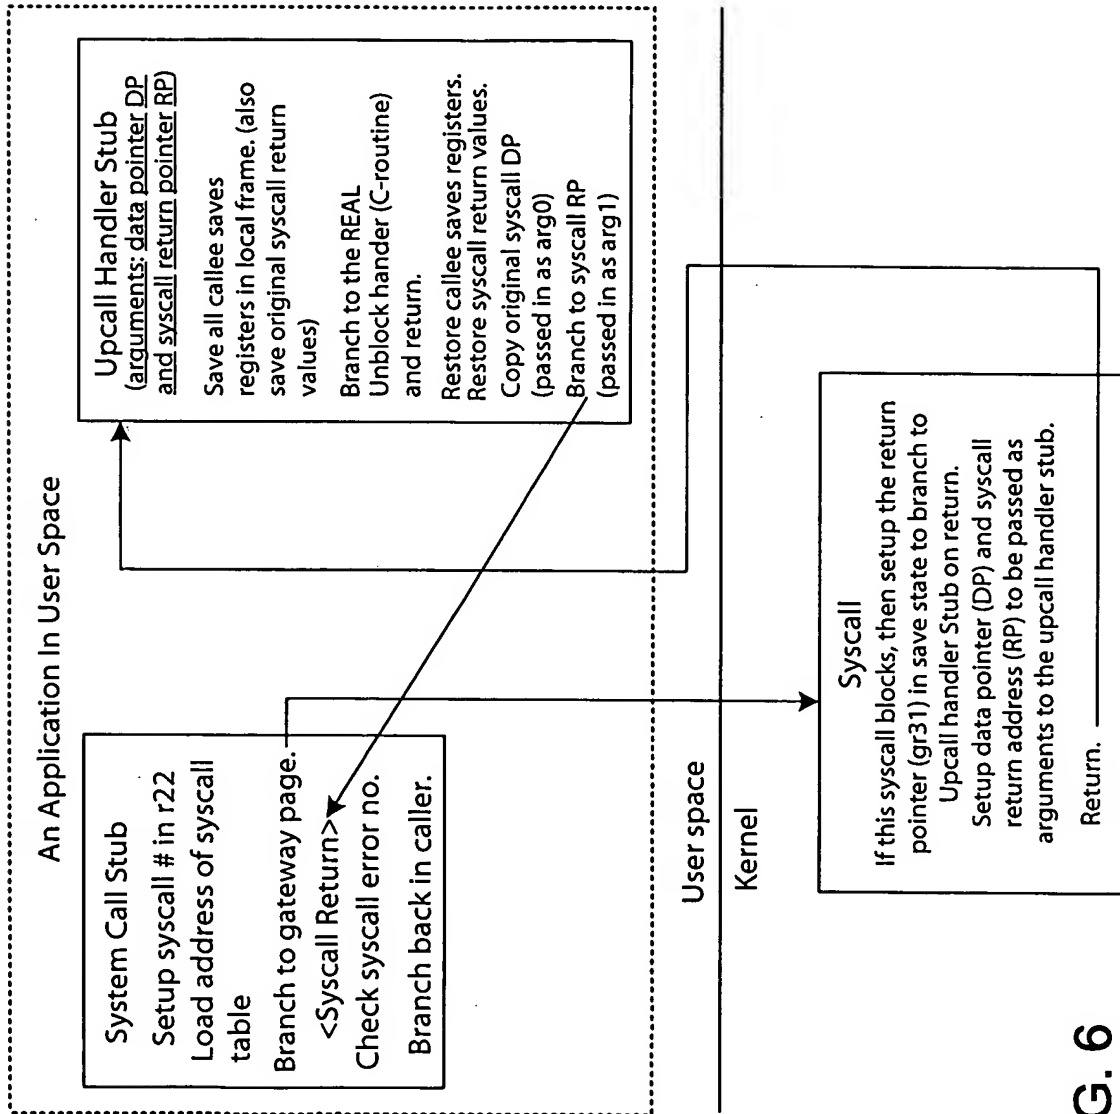 An Application In User Space
System Call Stub
Setup syscall # in r22
Load address of syscall
table
Branch to gateway page.
<Syscall Return>
Check syscall error no.
Branch back in caller.
Upcall Handler Stub
(arguments: data pointer DP
and syscall return pointer RP)
Save all callee saves
registers in local frame. (also
save original syscall return
values)
Branch to the REAL
Unblock hander (C-routine)
and return.
Restore callee saves registers.
Restore syscall return values.
Copy original syscall DP
(passed in as arg0)
Branch to syscall RP
(passed in as arg1)
User space
Kernel
Syscall
If this syscall blocks, then setup the return
pointer (gr31) in save state to branch to
Upcall handler Stub on return.
Setup data pointer (DP) and syscall
return address (RP) to be passed as
arguments to the upcall handler stub.
Return.
G. 6